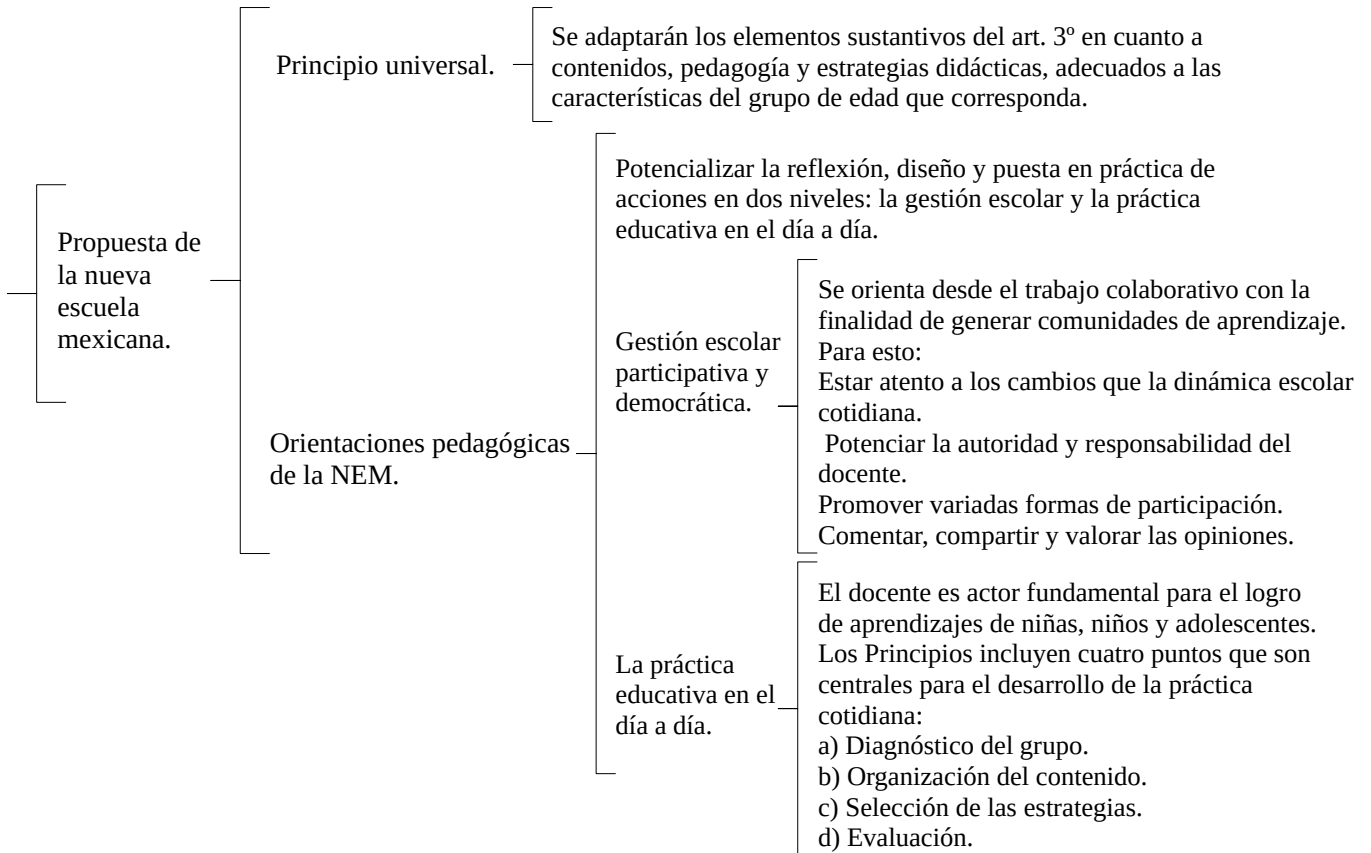 Principio universal.
Se adaptarán los elementos sustantivos del art. 3º en cuanto a
contenidos, pedagogía y estrategias didácticas, adecuados a las
características del grupo de edad que corresponda.
Propuesta de
la nueva
escuela
mexicana.
Orientaciones pedagógicas
de la NEM.
Potencializar la reflexión, diseño y puesta en práctica de
acciones en dos niveles: la gestión escolar y la práctica
educativa en el día a día.
Gestión escolar
participativa y
democrática.
Se orienta desde el trabajo colaborativo con la
finalidad de generar comunidades de aprendizaje.
Para esto:
Estar atento a los cambios que la dinámica escolar
cotidiana.
Potenciar la autoridad y responsabilidad del
docente.
Promover variadas formas de participación.
Comentar, compartir y valorar las opiniones.
La práctica
educativa en el
día a día.
El docente es actor fundamental para el logro
de aprendizajes de niñas, niños y adolescentes.
Los Principios incluyen cuatro puntos que son
centrales para el desarrollo de la práctica
cotidiana:
a) Diagnóstico del grupo.
b) Organización del contenido.
c) Selección de las estrategias.
d) Evaluación.